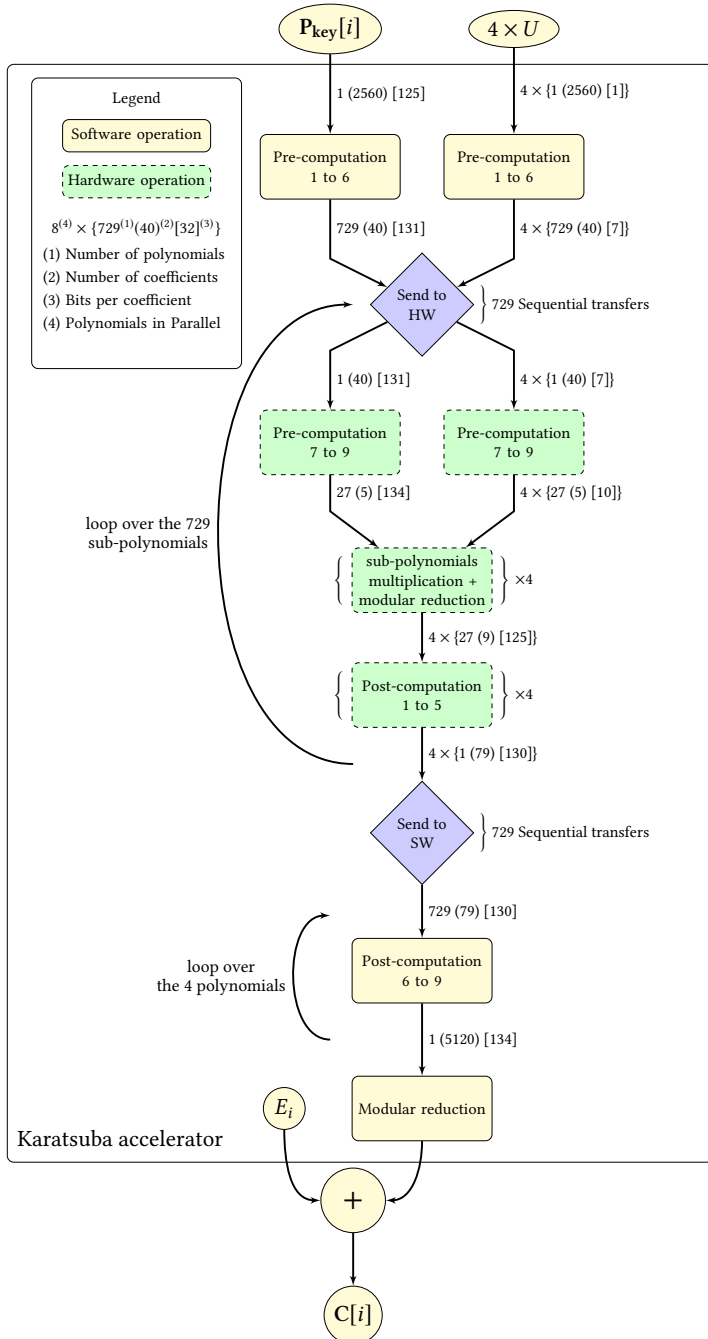 P_key[i]
4 × U
1 (2560) [125]
4 × {1 (2560) [1]}
Legend
Software operation
Hardware operation
8^(4) × {729^(1)(40)^(2)[32]^(3)}
(1) Number of polynomials
(2) Number of coefficients
(3) Bits per coefficient
(4) Polynomials in Parallel
Pre-computation
1 to 6
Pre-computation
1 to 6
729 (40) [131]
4 × {729 (40) [7]}
Send to
HW
} 729 Sequential transfers
1 (40) [131]
4 × {1 (40) [7]}
Pre-computation
7 to 9
Pre-computation
7 to 9
27 (5) [134]
4 × {27 (5) [10]}
loop over the 729
sub-polynomials
{ sub-polynomials
multiplication +
modular reduction } ×4
4 × {27 (9) [125]}
{ Post-computation
1 to 5 } ×4
4 × {1 (79) [130]}
Send to
SW
} 729 Sequential transfers
729 (79) [130]
loop over
the 4 polynomials
Post-computation
6 to 9
1 (5120) [134]
Modular reduction
E_i
Karatsuba accelerator
+
C[i]